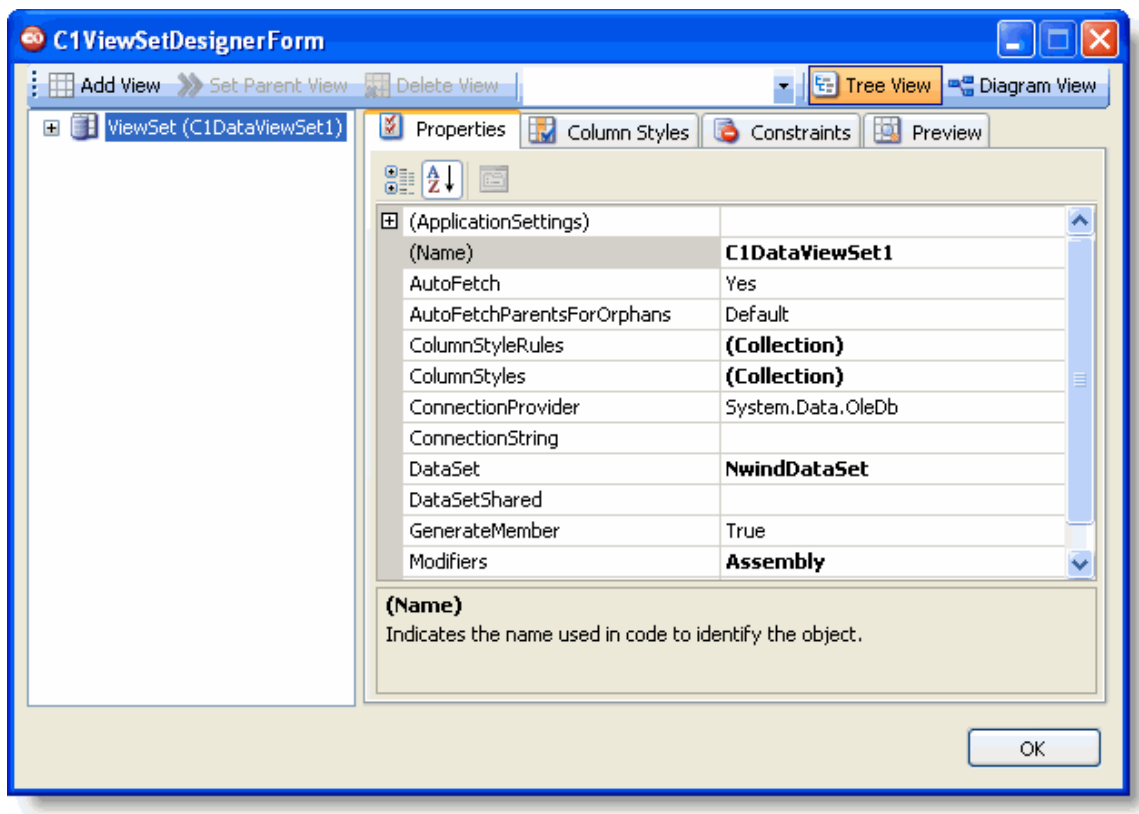 C1ViewSetDesignerForm
Add View Set Parent View Delete View Tree View Diagram View
ViewSet (C1DataViewSet1)
Properties Column Styles Constraints Preview
(ApplicationSettings)
(Name) C1DataViewSet1
AutoFetch Yes
AutoFetchParentsForOrphans Default
ColumnStyleRules (Collection)
ColumnStyles (Collection)
ConnectionProvider System.Data.OleDb
ConnectionString
DataSet NwindDataSet
DataSetShared
GenerateMember True
Modifiers Assembly
(Name)
Indicates the name used in code to identify the object.
OK